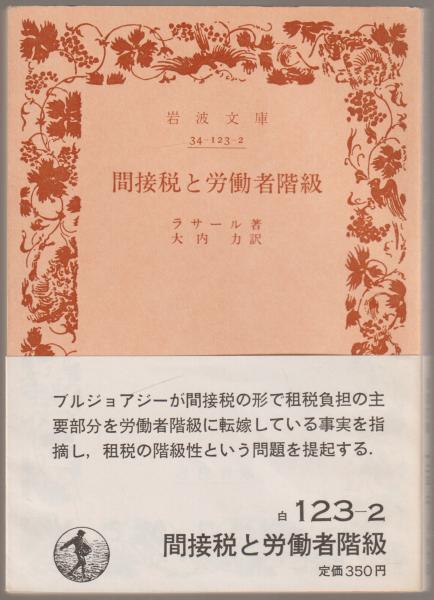 岩波文庫
34-123-2
間接税と労働者階級
ラサール著
大内 力訳
ブルジョアジーが間接税の形で租税負担の主
要部分を労働者階級に転嫁している事実を指
摘し，租税の階級性という問題を提起する．
白 123-2
間接税と労働者階級
定価350円